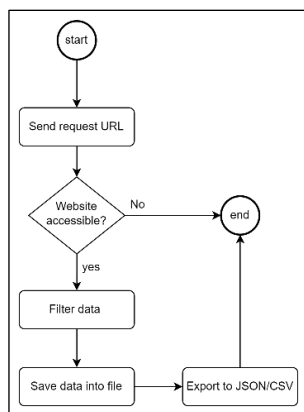 start
Send request URL
Website
accessible?
No
end
yes
Filter data
Save data into file
Export to JSON/CSV